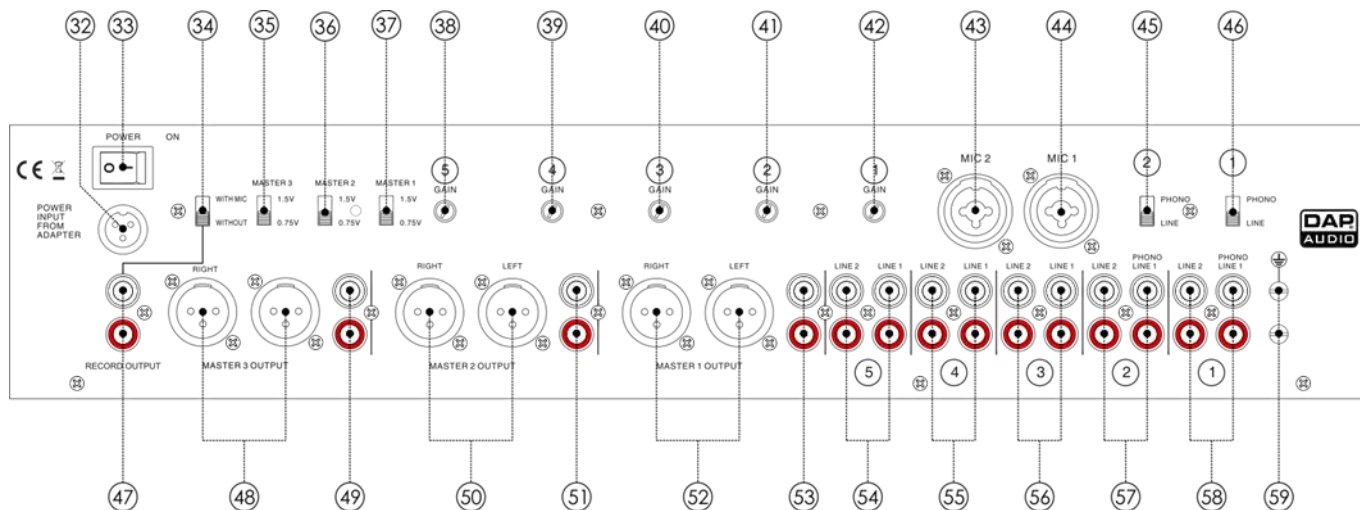 32 33 34 35 36 37 38 39 40 41 42 43 44 45 46
POWER ON
CE
5 4 3 2 1 MIC 2 MIC 1 2 1
GAIN GAIN GAIN GAIN GAIN
MASTER 3 MASTER 2 MASTER 1
WITH MIC 1.5V 1.5V 1.5V PHONO PHONO
WITHOUT 0.75V 0.75V 0.75V LINE LINE
POWER
INPUT
FROM
ADAPTER
DAP
AUDIO
RIGHT RIGHT LEFT RIGHT LEFT
LINE 2 LINE 1 LINE 2 LINE 1 LINE 2 LINE 1 LINE 2 PHONO LINE 1 LINE 2 PHONO LINE 1
RECORD OUTPUT MASTER 3 OUTPUT MASTER 2 OUTPUT MASTER 1 OUTPUT
5 4 3 2 1
47 48 49 50 51 52 53 54 55 56 57 58 59